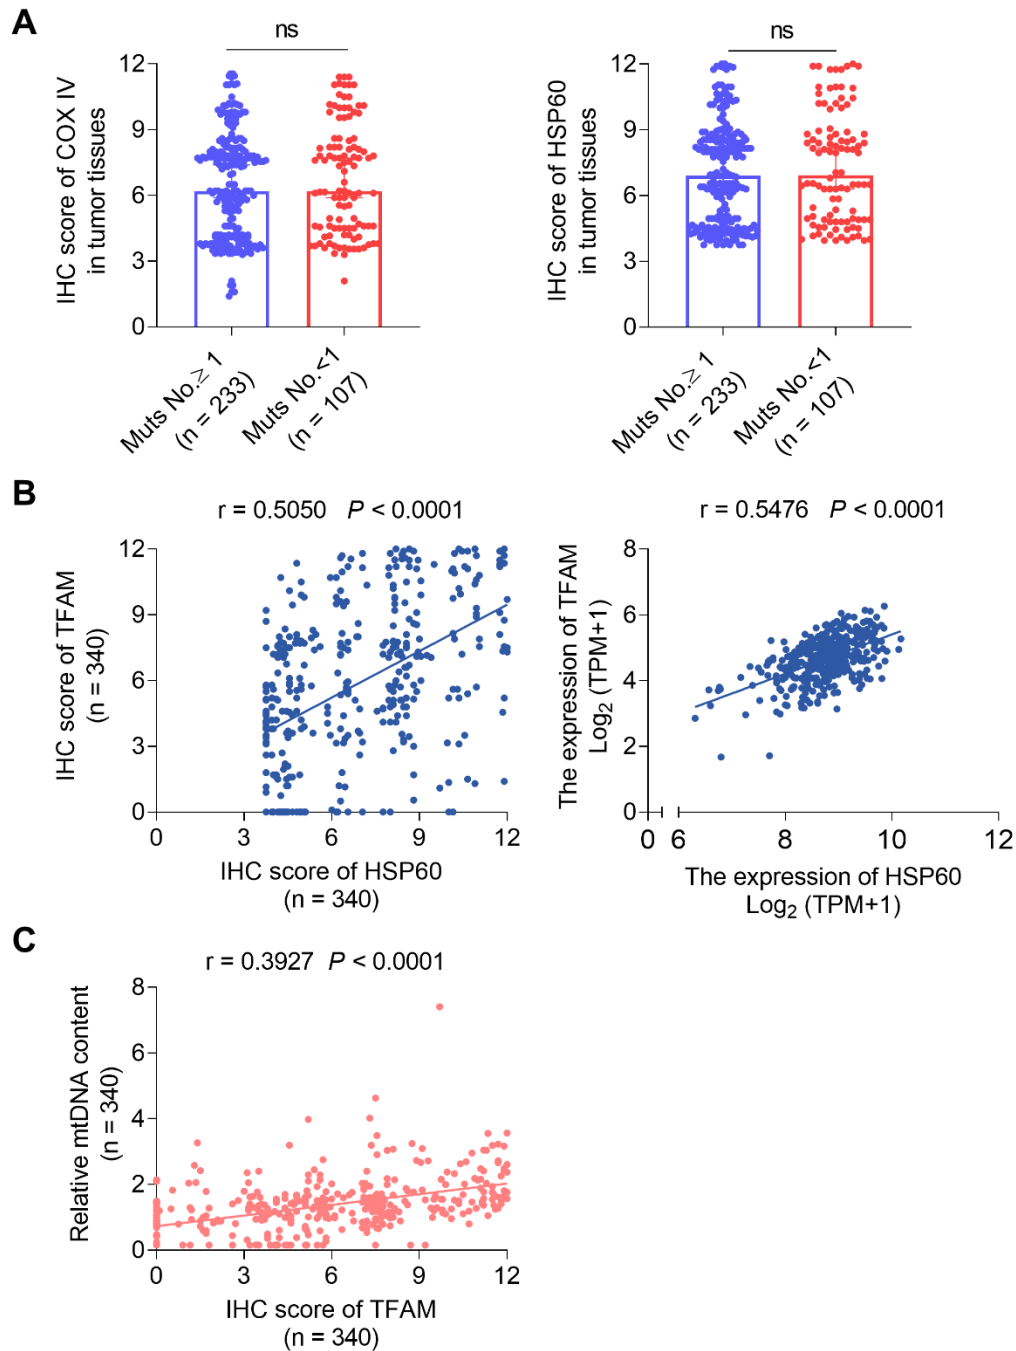 A
ns
IHC score of COX IV
in tumor tissues
12
9
6
3
0
Muts No.≥ 1
(n = 233)
Muts No.<1
(n = 107)
ns
IHC score of HSP60
in tumor tissues
12
9
6
3
0
Muts No.≥ 1
(n = 233)
Muts No.<1
(n = 107)
B
r = 0.5050 P < 0.0001
IHC score of TFAM
(n = 340)
12
9
6
3
0
0 3 6 9 12
IHC score of HSP60
(n = 340)
r = 0.5476 P < 0.0001
The expression of TFAM
Log₂ (TPM+1)
8
6
4
2
0
0 6 8 10 12
The expression of HSP60
Log₂ (TPM+1)
C
r = 0.3927 P < 0.0001
Relative mtDNA content
(n = 340)
8
6
4
2
0
0 3 6 9 12
IHC score of TFAM
(n = 340)